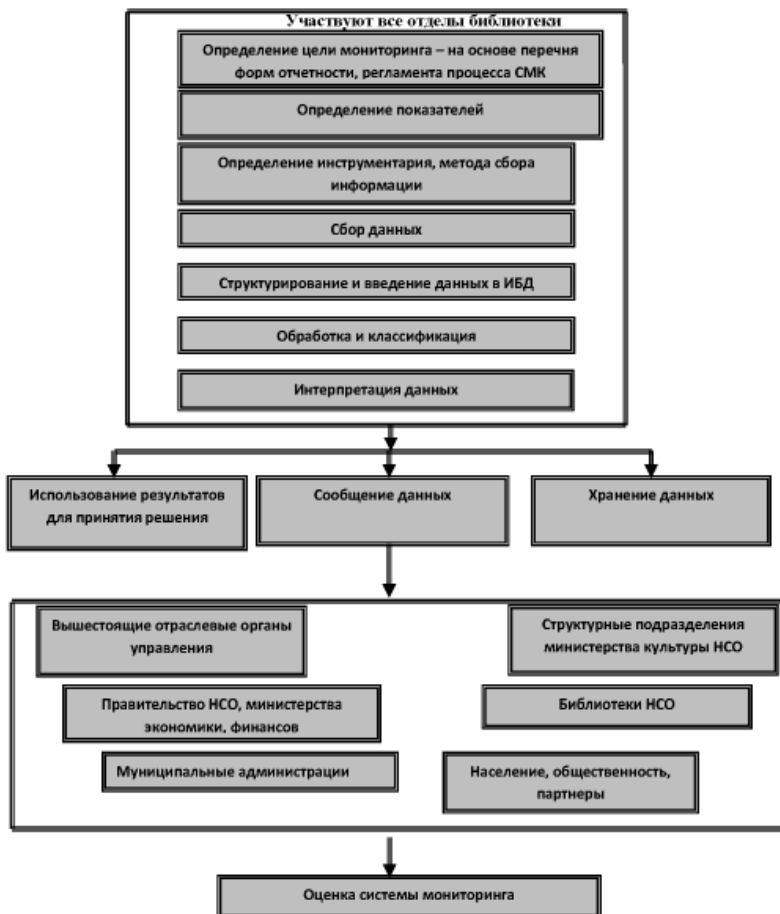 Участвуют все отделы библиотеки
Определение цели мониторинга – на основе перечня
форм отчетности, регламента процесса СМК
Определение показателей
Определение инструментария, метода сбора
информации
Сбор данных
Структурирование и введение данных в ИБД
Обработка и классификация
Интерпретация данных
Использование результатов
для принятия решения
Сообщение данных
Хранение данных
Вышестоящие отраслевые органы
управления
Структурные подразделения
министерства культуры НСО
Правительство НСО, министерства
экономики, финансов
Библиотеки НСО
Муниципальные администрации
Население, общественность,
партнеры
Оценка системы мониторинга